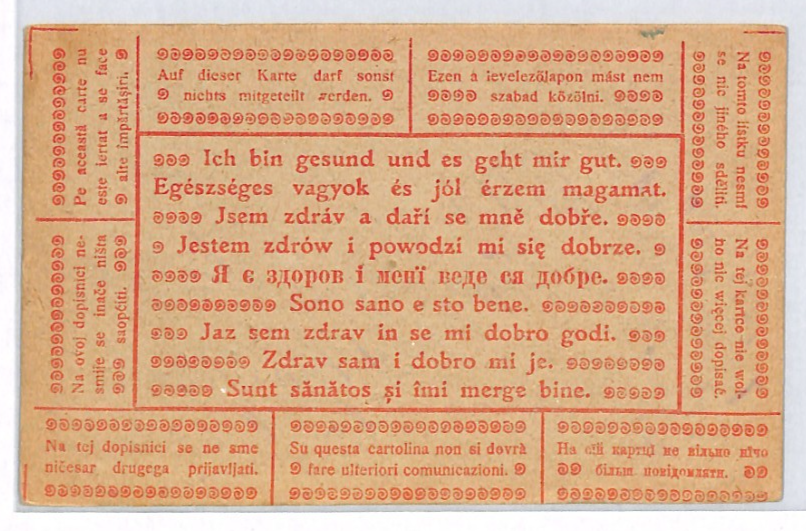 Auf dieser Karte darf sonst
nichts mitgeteilt werden.
Ezen a levelezőlapon mást nem
szabad közölni.
Pe această carte nu
este iertat a se face
alte împărtășiri.
Na tomto lístku nesmí
se nic jiného sděliti.
Ich bin gesund und es geht mir gut.
Egészséges vagyok és jól érzem magamat.
Jsem zdráv a daří se mně dobře.
Jestem zdrów i powodzi mi się dobrze.
Я є здоров і менї веде ся добре.
Sono sano e sto bene.
Jaz sem zdrav in se mi dobro godi.
Zdrav sam i dobro mi je.
Sunt sănătos și îmi merge bine.
Na ovoj dopisnici ne-
smije se inače ništa
saopćiti.
Na tej kartce nie wol-
no nic więcej dopisać.
Na tej dopisnici se ne sme
ničesar drugega prijavljati.
Su questa cartolina non si dovrà
fare ulteriori comunicazioni.
На сїй картцї не вільно нїчо
більш повідомляти.